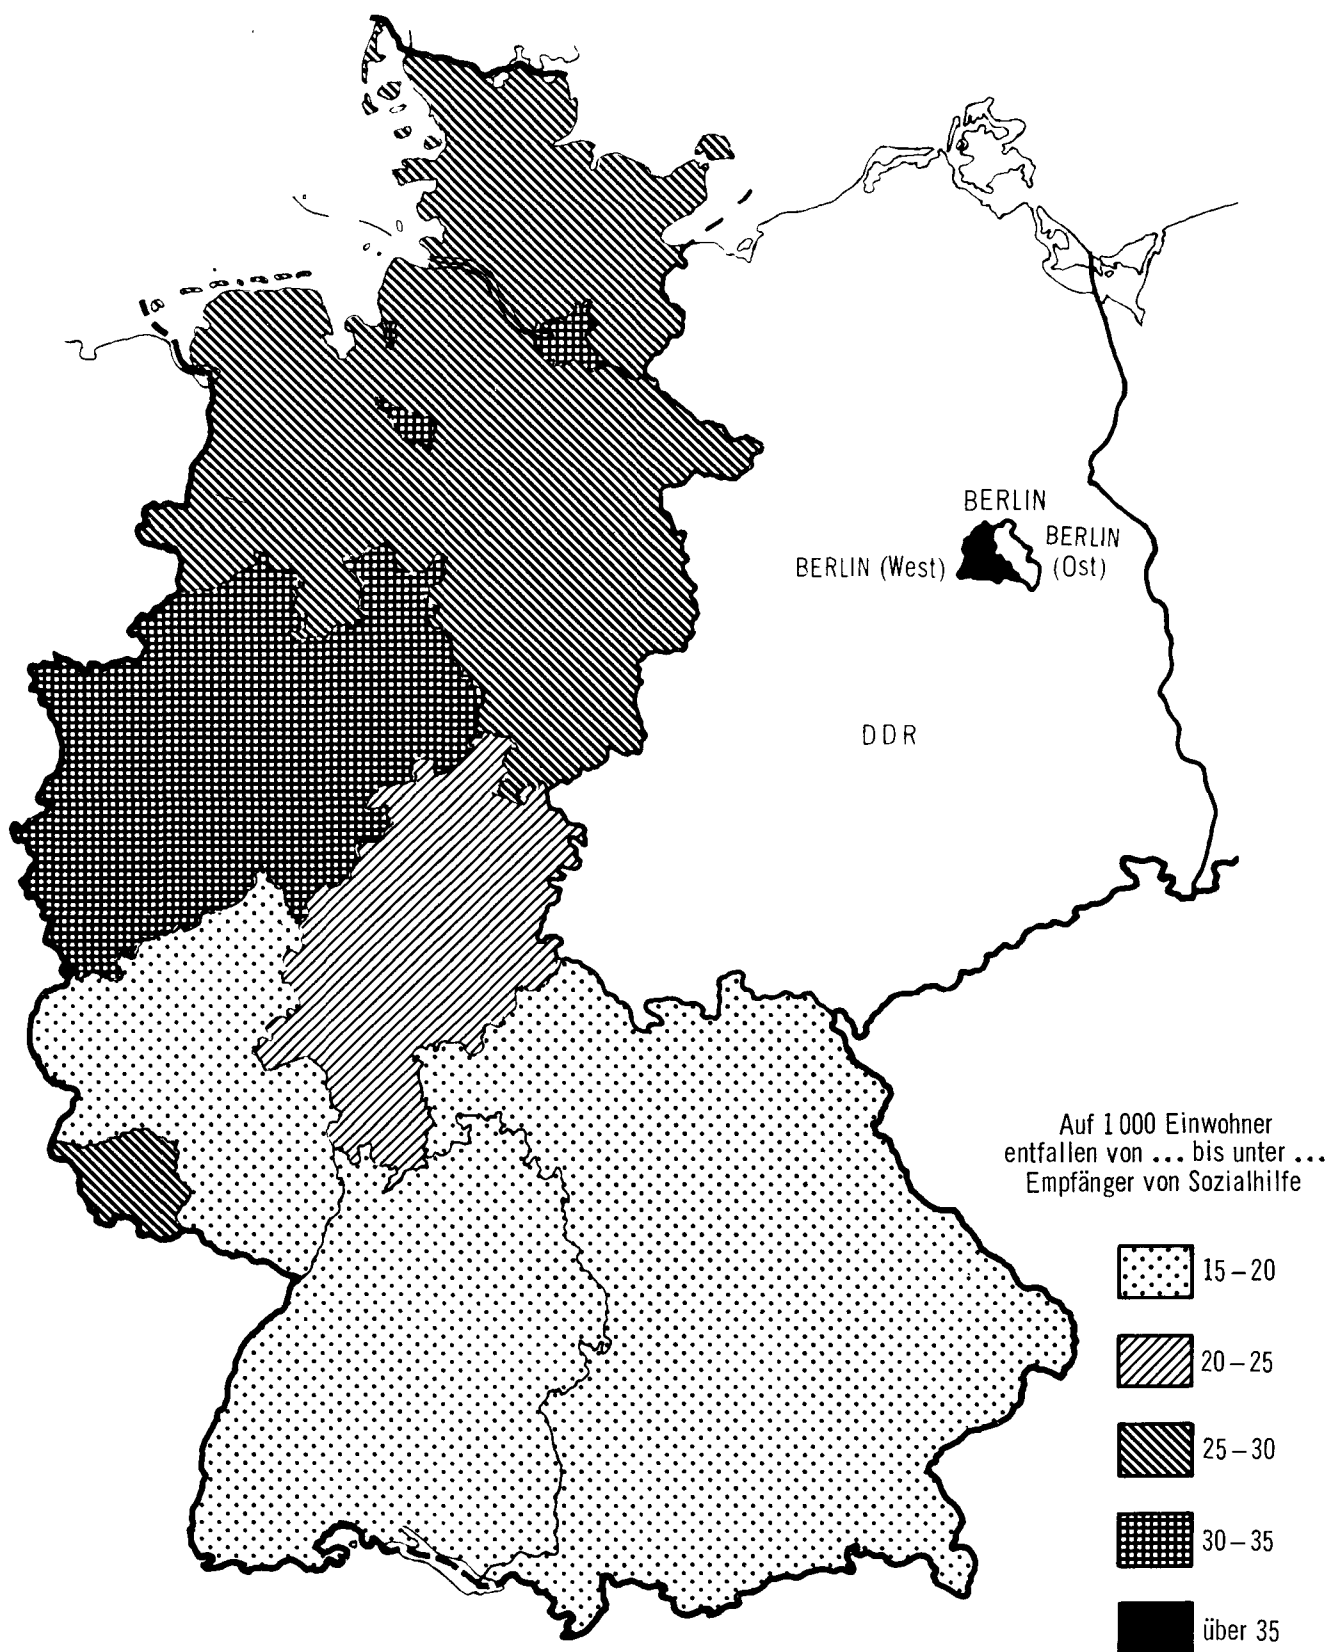 BERLIN
BERLIN (West)
BERLIN
(Ost)
DDR
Auf 1000 Einwohner
entfallen von ... bis unter ...
Empfänger von Sozialhilfe
15–20
20–25
25–30
30–35
über 35